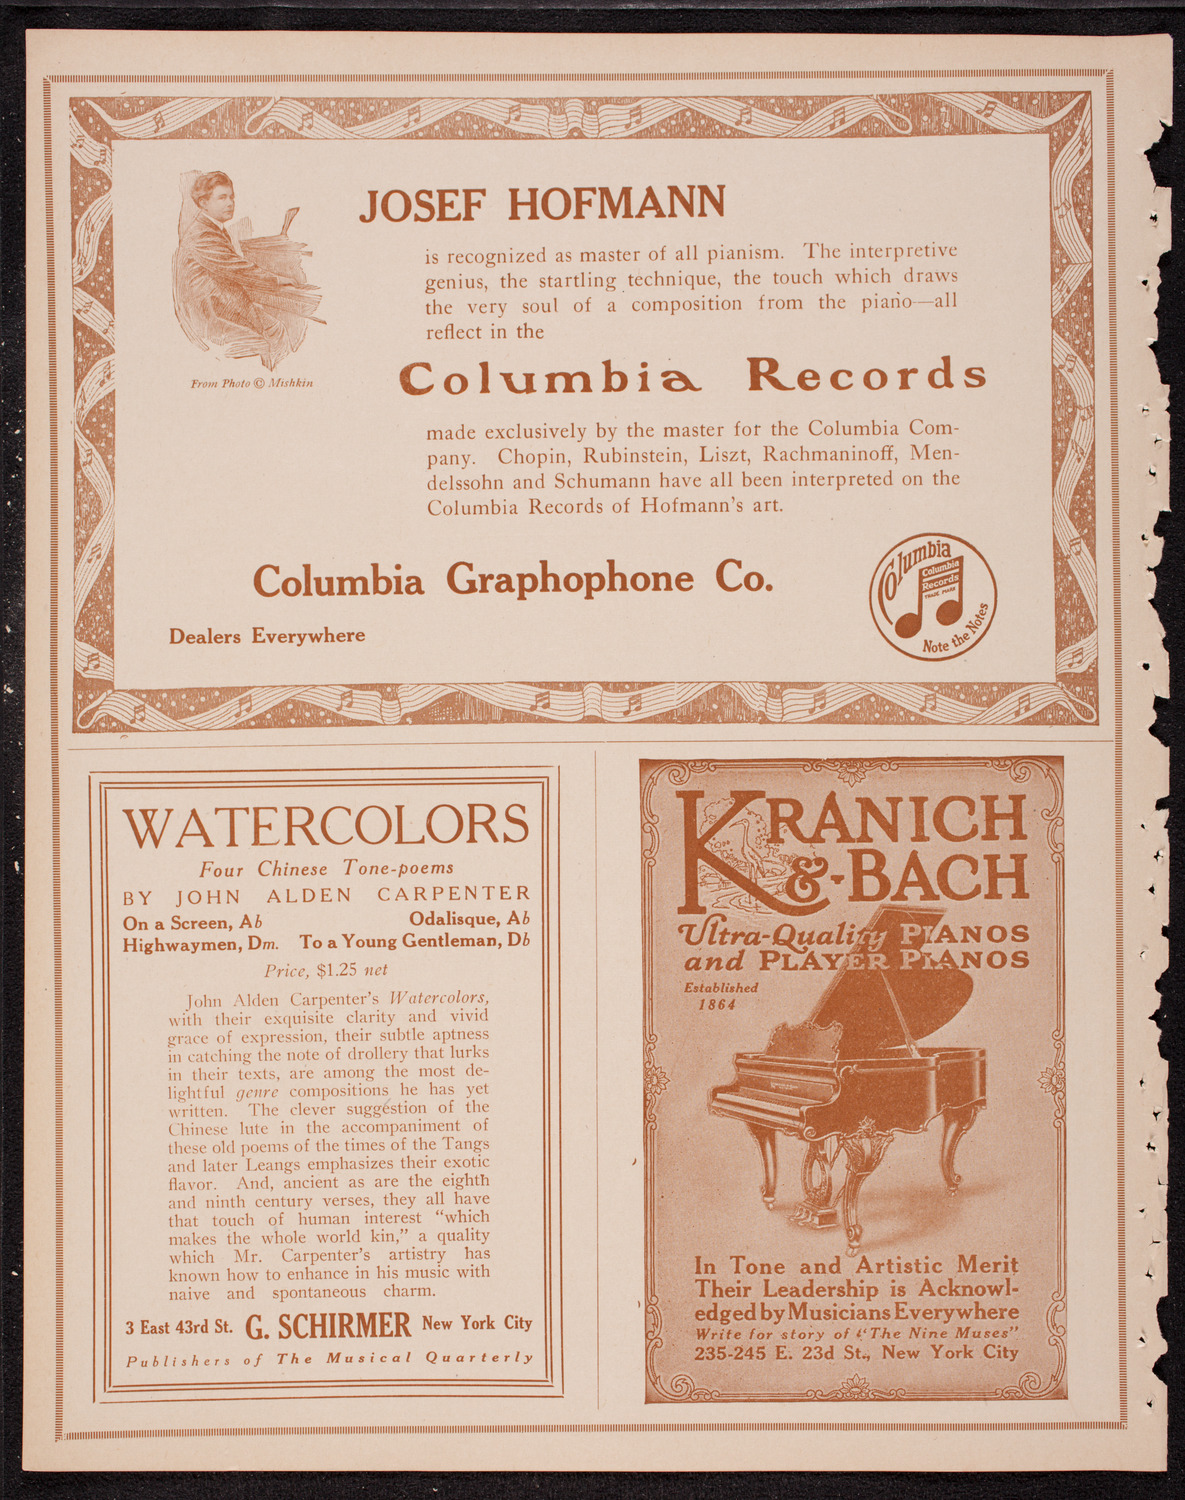 JOSEF HOFMANN
is recognized as master of all pianism. The interpretive
genius, the startling technique, the touch which draws
the very soul of a composition from the piano—all
reflect in the
From Photo © Mishkin
Columbia Records
made exclusively by the master for the Columbia Com-
pany. Chopin, Rubinstein, Liszt, Rachmaninoff, Men-
delssohn and Schumann have all been interpreted on the
Columbia Records of Hofmann's art.
Columbia Graphophone Co.
Dealers Everywhere
Columbia
Columbia
Records
TRADE MARK
Note the Notes
WATERCOLORS
Four Chinese Tone-poems
BY JOHN ALDEN CARPENTER
On a Screen, Ab Odalisque, Ab
Highwaymen, Dm. To a Young Gentleman, Db
Price, $1.25 net
John Alden Carpenter's Watercolors,
with their exquisite clarity and vivid
grace of expression, their subtle aptness
in catching the note of drollery that lurks
in their texts, are among the most de-
lightful genre compositions he has yet
written. The clever suggestion of the
Chinese lute in the accompaniment of
these old poems of the times of the Tangs
and later Leangs emphasizes their exotic
flavor. And, ancient as are the eighth
and ninth century verses, they all have
that touch of human interest "which
makes the whole world kin," a quality
which Mr. Carpenter's artistry has
known how to enhance in his music with
naive and spontaneous charm.
3 East 43rd St. G. SCHIRMER New York City
Publishers of The Musical Quarterly
KRANICH
&-BACH
Ultra-Quality PIANOS
and PLAYER PIANOS
Established
1864
In Tone and Artistic Merit
Their Leadership is Acknowl-
edged by Musicians Everywhere
Write for story of "The Nine Muses"
235-245 E. 23d St., New York City